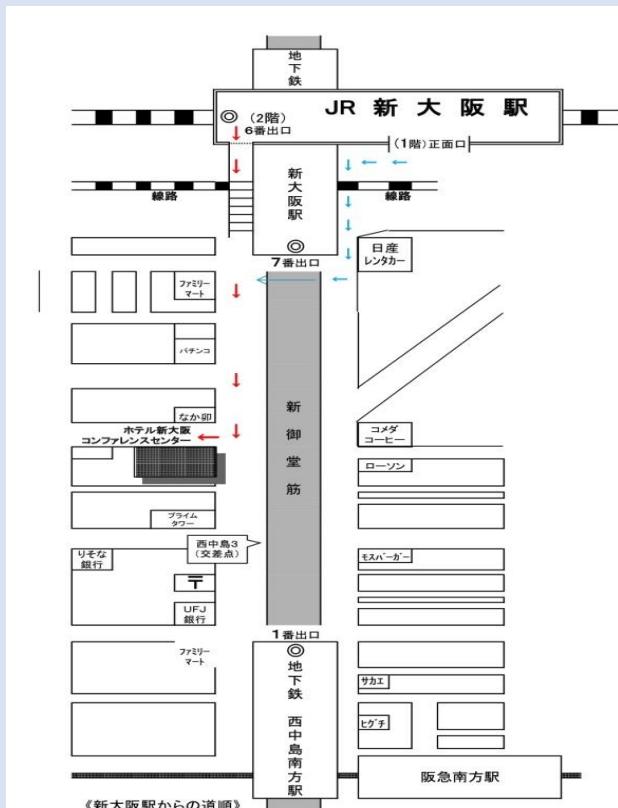 地下鉄
JR 新大阪駅
(2階)
6番出口
(1階)正面口
新大阪駅
線路
線路
7番出口
日産
レンタカー
ファミリー
マート
パチンコ
なか卯
新御堂筋
ホテル新大阪
コンファレンスセンター
コメダ
コーヒー
ローソン
プライム
タワー
西中島3
(交差点)
りそな
銀行
モスバーガー
〒
UFJ
銀行
1番出口
ファミリー
マート
地下鉄 西中島南方駅
サカエ
ヒグチ
阪急南方駅
《新大阪駅からの道順》